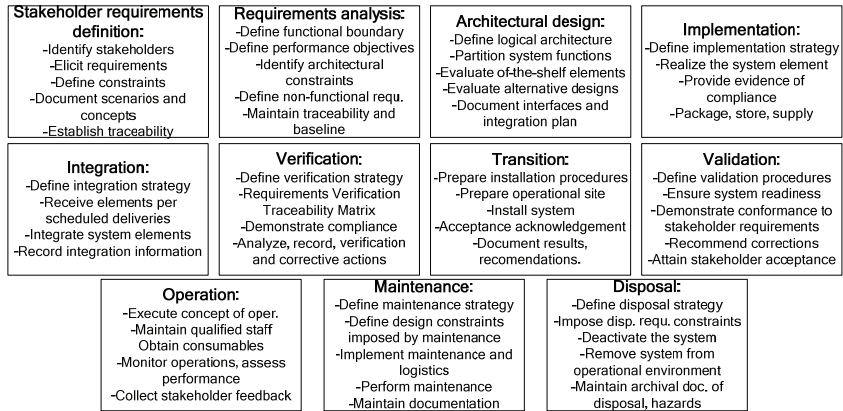 Stakeholder requirements
definition:
-Identify stakeholders
-Elicit requirements
-Define constraints
-Document scenarios and
concepts
-Establish traceability
Requirements analysis:
-Define functional boundary
-Define performance objectives
-Identify architectural
constraints
-Define non-functional requ.
-Maintain traceability and
baseline
Architectural design:
-Define logical architecture
-Partition system functions
-Evaluate of-the-shelf elements
-Evaluate alternative designs
-Document interfaces and
integration plan
Implementation:
-Define implementation strategy
-Realize the system element
-Provide evidence of
compliance
-Package, store, supply
Integration:
-Define integration strategy
-Receive elements per
scheduled deliveries
-Integrate system elements
-Record integration information
Verification:
-Define verification strategy
-Requirements Verification
Traceability Matrix
-Demonstrate compliance
-Analyze, record, verification
and corrective actions
Transition:
-Prepare installation procedures
-Prepare operational site
-Install system
-Acceptance acknowledgement
-Document results,
recomendations.
Validation:
-Define validation procedures
-Ensure system readiness
-Demonstrate conformance to
stakeholder requirements
-Recommend corrections
-Attain stakeholder acceptance
Operation:
-Execute concept of oper.
-Maintain qualified staff
Obtain consumables
-Monitor operations, assess
performance
-Collect stakeholder feedback
Maintenance:
-Define maintenance strategy
-Define design constraints
imposed by maintenance
-Implement maintenance and
logistics
-Perform maintenance
-Maintain documentation
Disposal:
-Define disposal strategy
-Impose disp. requ. constraints
-Deactivate the system
-Remove system from
operational environment
-Maintain archival doc. of
disposal, hazards